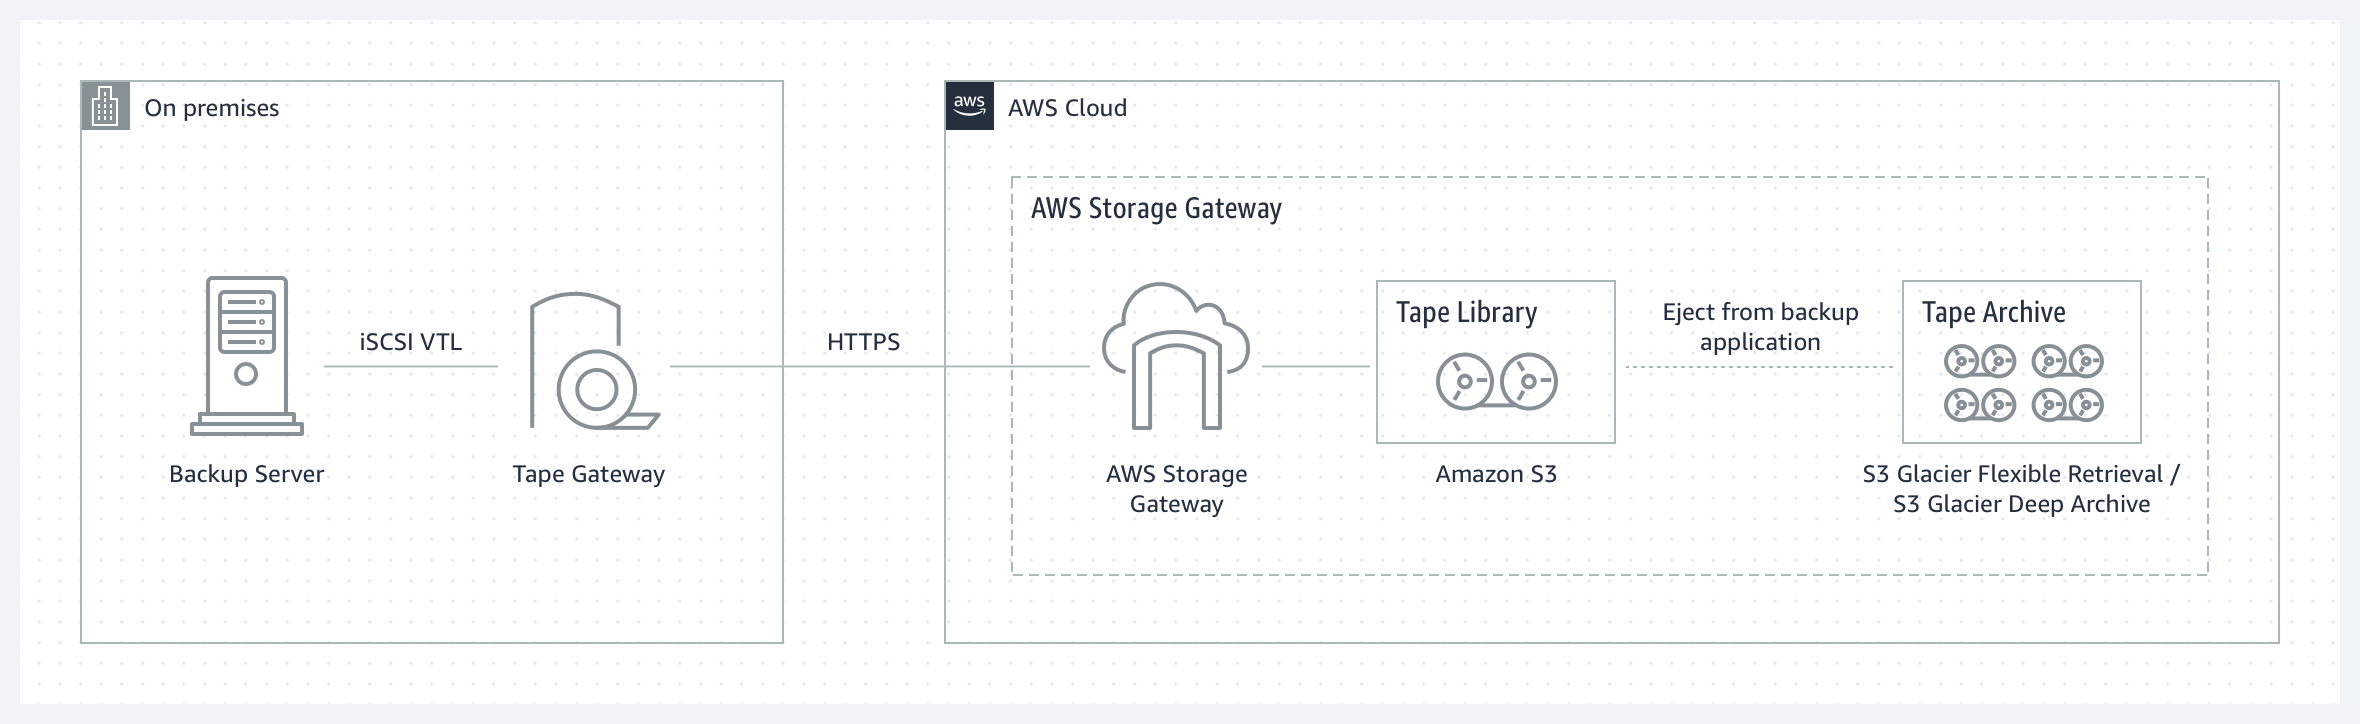 On premises
aws
AWS Cloud
AWS Storage Gateway
iSCSI VTL
HTTPS
Tape Library
Eject from backup
application
Tape Archive
Backup Server
Tape Gateway
AWS Storage
Gateway
Amazon S3
S3 Glacier Flexible Retrieval /
S3 Glacier Deep Archive